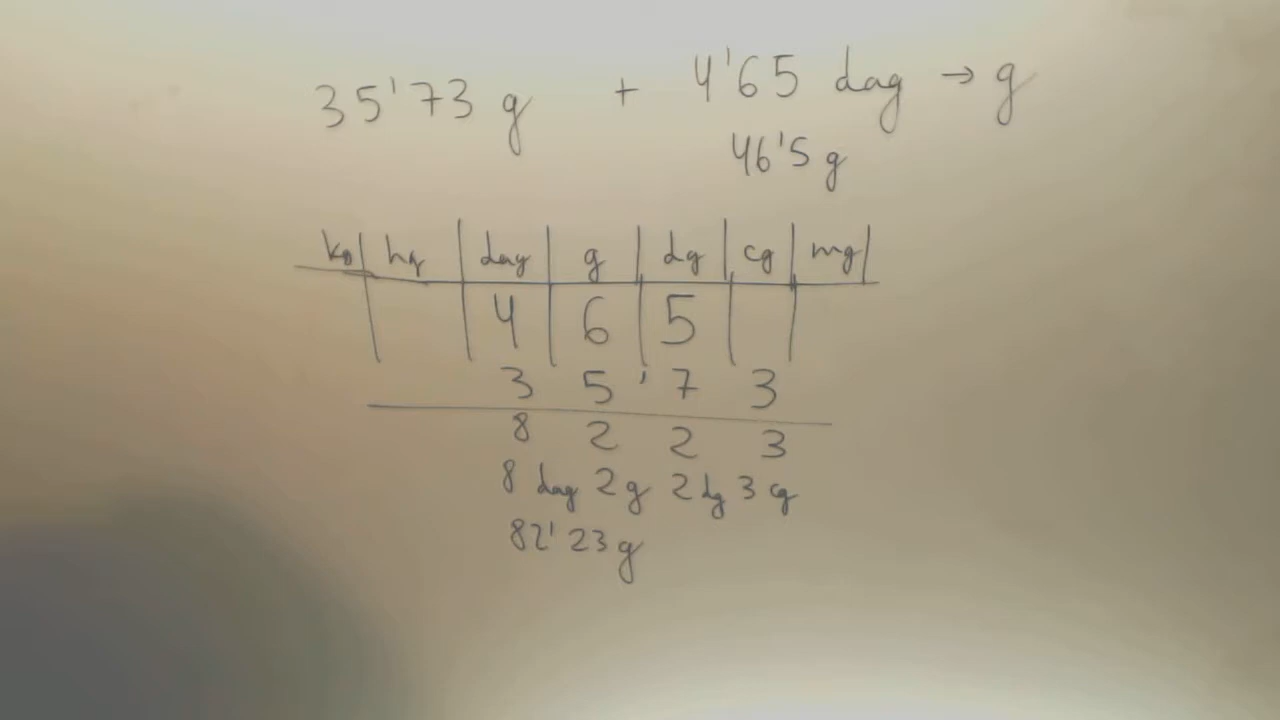 35'73 g + 4'65 dag → g
46'5 g
kg hg dag g dg cg mg
4 6 5
3 5 ' 7 3
8 2 2 3
8 dag 2 g 2 dg 3 cg
82'23 g